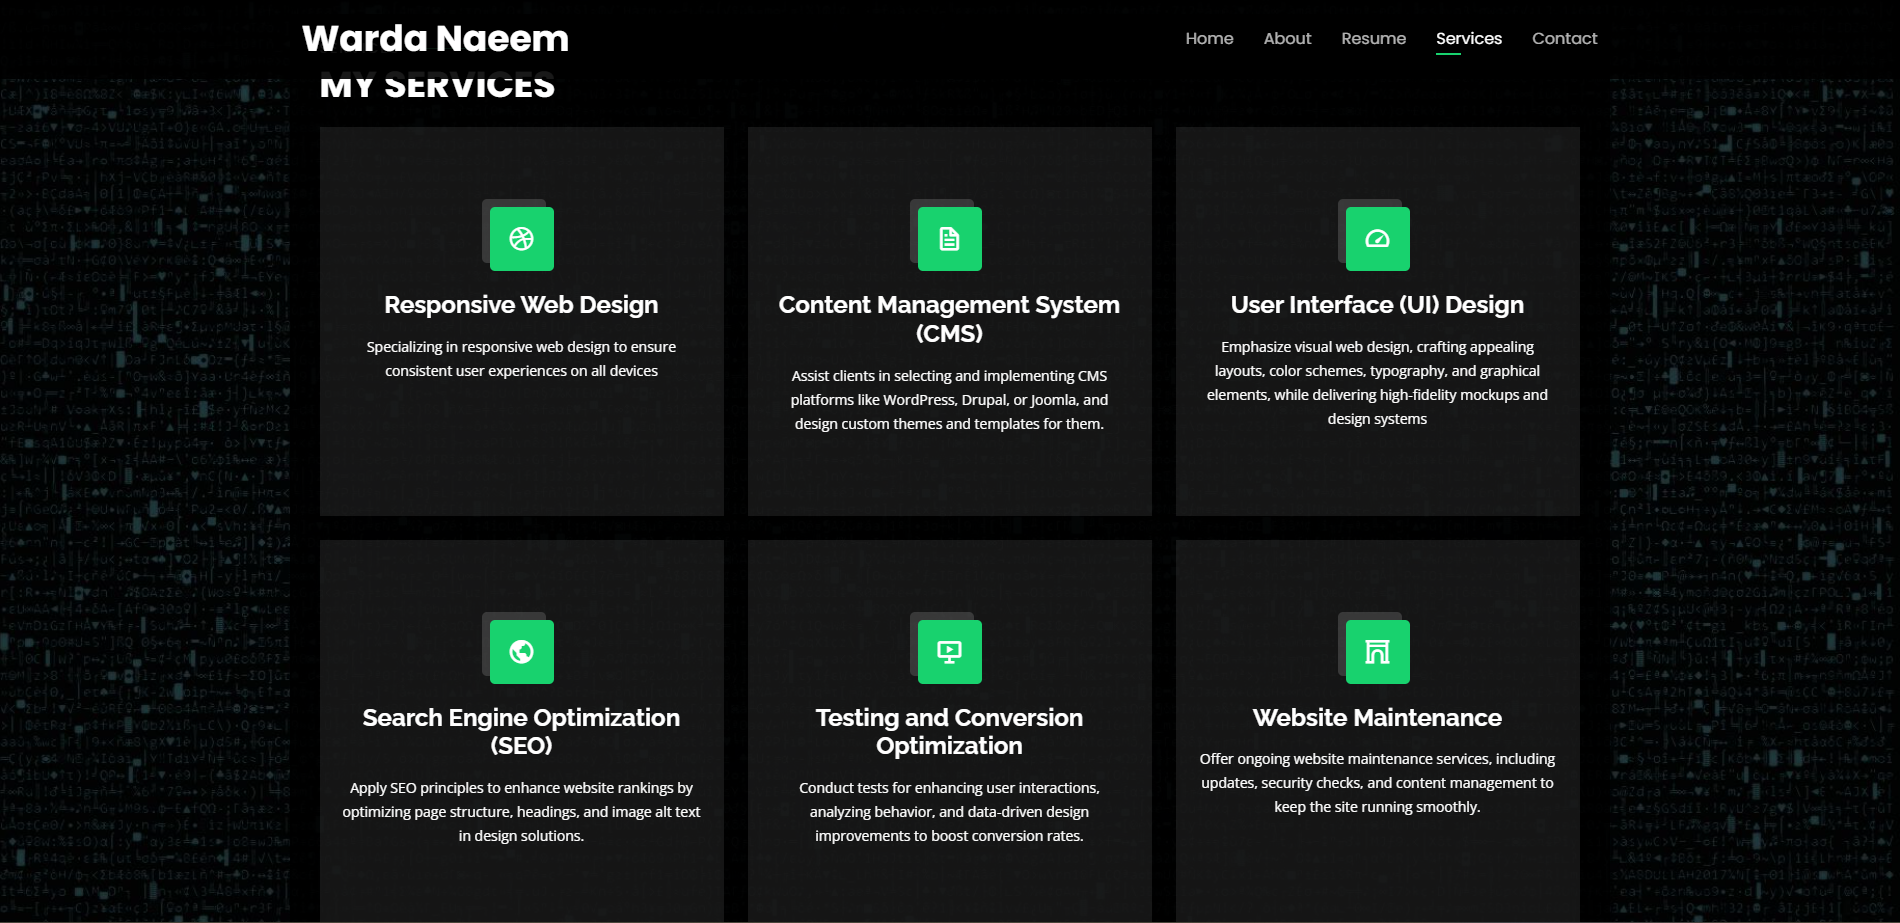 Warda Naeem
Home About Resume Services Contact
MY SERVICES
Responsive Web Design
Specializing in responsive web design to ensure
consistent user experiences on all devices
Content Management System
(CMS)
Assist clients in selecting and implementing CMS
platforms like WordPress, Drupal, or Joomla, and
design custom themes and templates for them.
User Interface (UI) Design
Emphasize visual web design, crafting appealing
layouts, color schemes, typography, and graphical
elements, while delivering high-fidelity mockups and
design systems
Search Engine Optimization
(SEO)
Apply SEO principles to enhance website rankings by
optimizing page structure, headings, and image alt text
in design solutions.
Testing and Conversion
Optimization
Conduct tests for enhancing user interactions,
analyzing behavior, and data-driven design
improvements to boost conversion rates.
Website Maintenance
Offer ongoing website maintenance services, including
updates, security checks, and content management to
keep the site running smoothly.